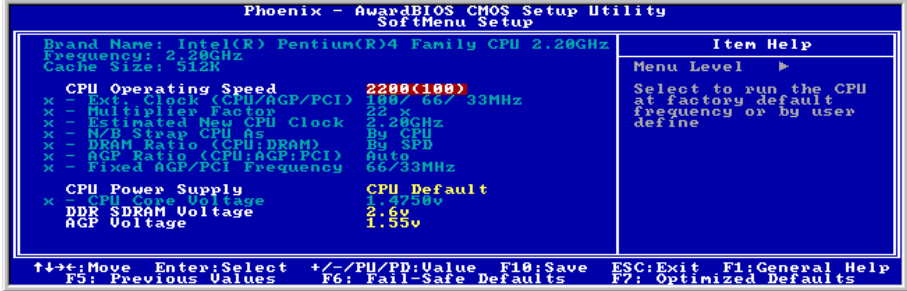 Phoenix - AwardBIOS CMOS Setup Utility
SoftMenu Setup
Brand Name: Intel(R) Pentium(R)4 Family CPU 2.20GHz
Frequency: 2.20GHz
Cache Size: 512K
CPU Operating Speed 2200(100)
x - Ext. Clock (CPU/AGP/PCI) 100/ 66/ 33MHz
x - Multiplier Factor 22 x
x - Estimated New CPU Clock 2.20GHz
x - N/B Strap CPU As By CPU
x - DRAM Ratio (CPU:DRAM) By SPD
x - AGP Ratio (CPU:AGP:PCI) Auto
x - Fixed AGP/PCI Frequency 66/33MHz
CPU Power Supply CPU Default
x - CPU Core Voltage 1.4750v
DDR SDRAM Voltage 2.6v
AGP Voltage 1.55v
Item Help
Menu Level ►
Select to run the CPU
at factory default
frequency or by user
define
↑↓→←:Move Enter:Select +/-/PU/PD:Value F10:Save ESC:Exit F1:General Help
F5: Previous Values F6: Fail-Safe Defaults F7: Optimized Defaults